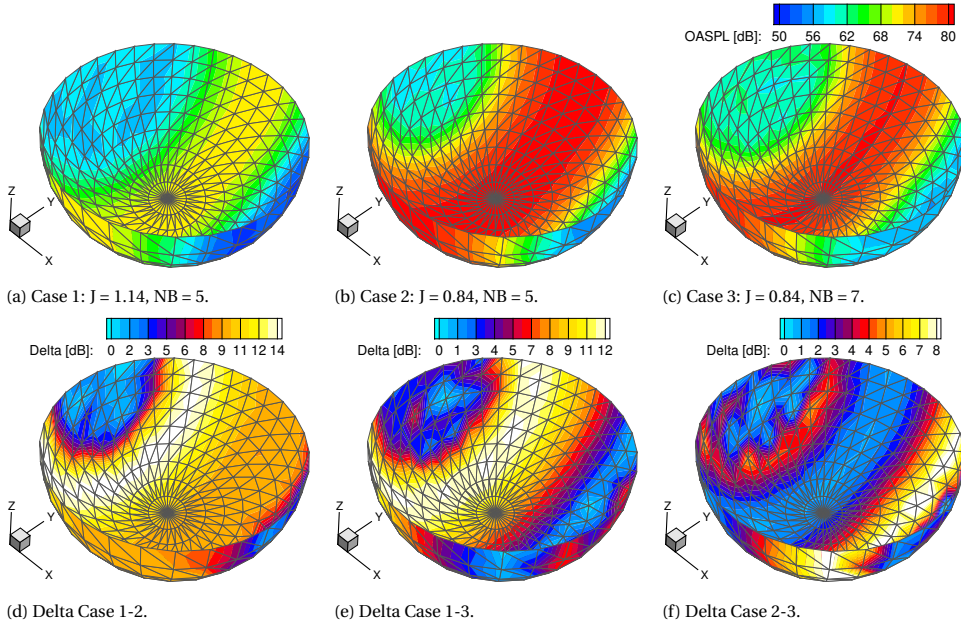 50 56 62 68 74 80
OASPL [dB]:
Z
Y
X
Z
Y
X
Z
Y
X
(a) Case 1: J = 1.14, NB = 5.
(b) Case 2: J = 0.84, NB = 5.
(c) Case 3: J = 0.84, NB = 7.
Delta [dB]: 0 2 3 5 6 8 9 11 12 14
Delta [dB]: 0 1 3 4 5 7 8 9 11 12
Delta [dB]: 0 1 2 3 4 4 5 6 7 8
Z
Y
X
Z
Y
X
Z
Y
X
(d) Delta Case 1-2.
(e) Delta Case 1-3.
(f) Delta Case 2-3.